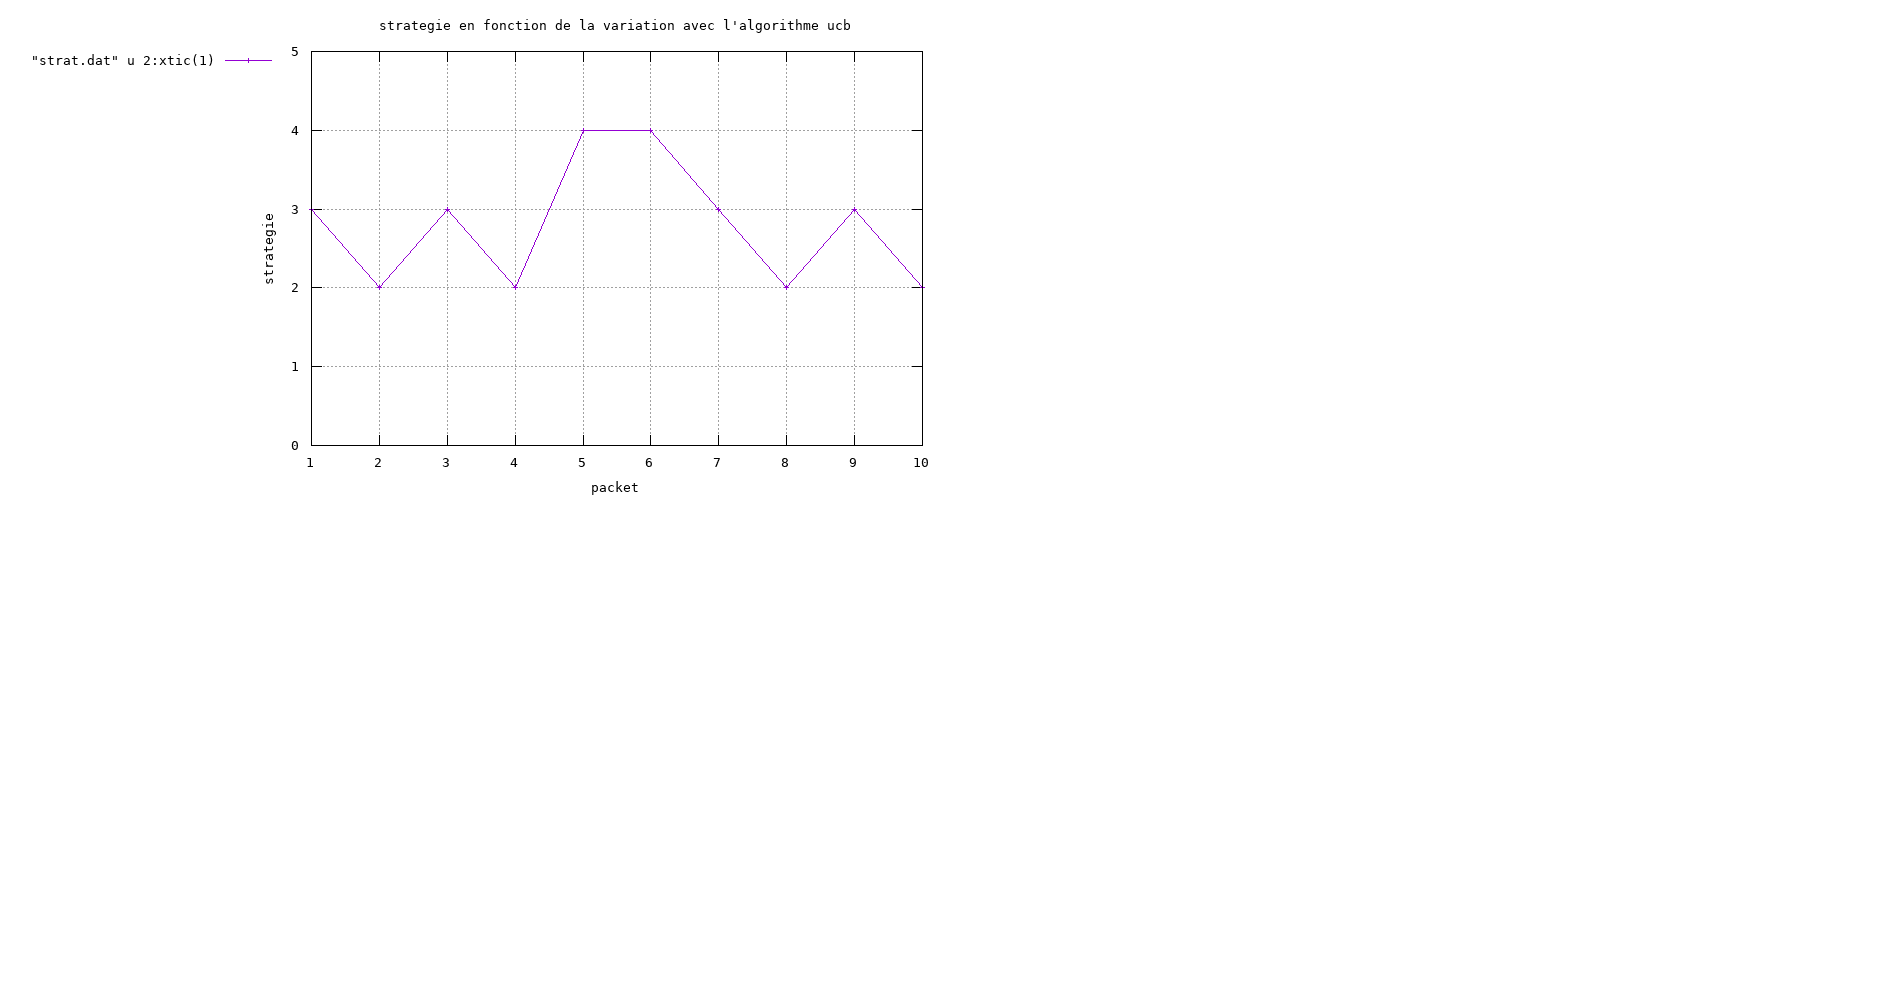 strategie en fonction de la variation avec l'algorithme ucb
"strat.dat" u 2:xtic(1)
5
4
3
2
1
0
strategie
1 2 3 4 5 6 7 8 9 10
packet